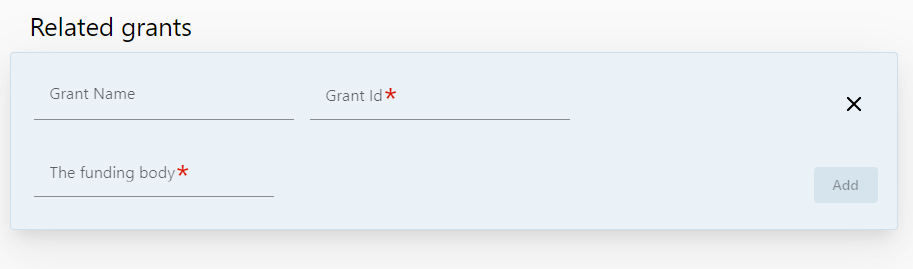 Related grants
Grant Name
Grant Id*
The funding body*
Add